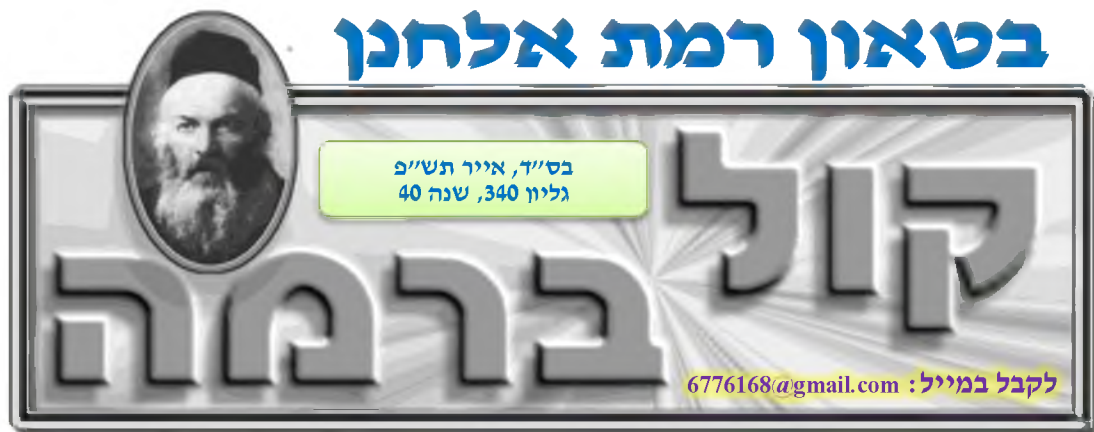 בטאון רמת אלחנן
בס״ד, אייר תש״פ
גליון 340, שנה 40
קול
ברמה
לקבל במייל: 6776168@gmail.com